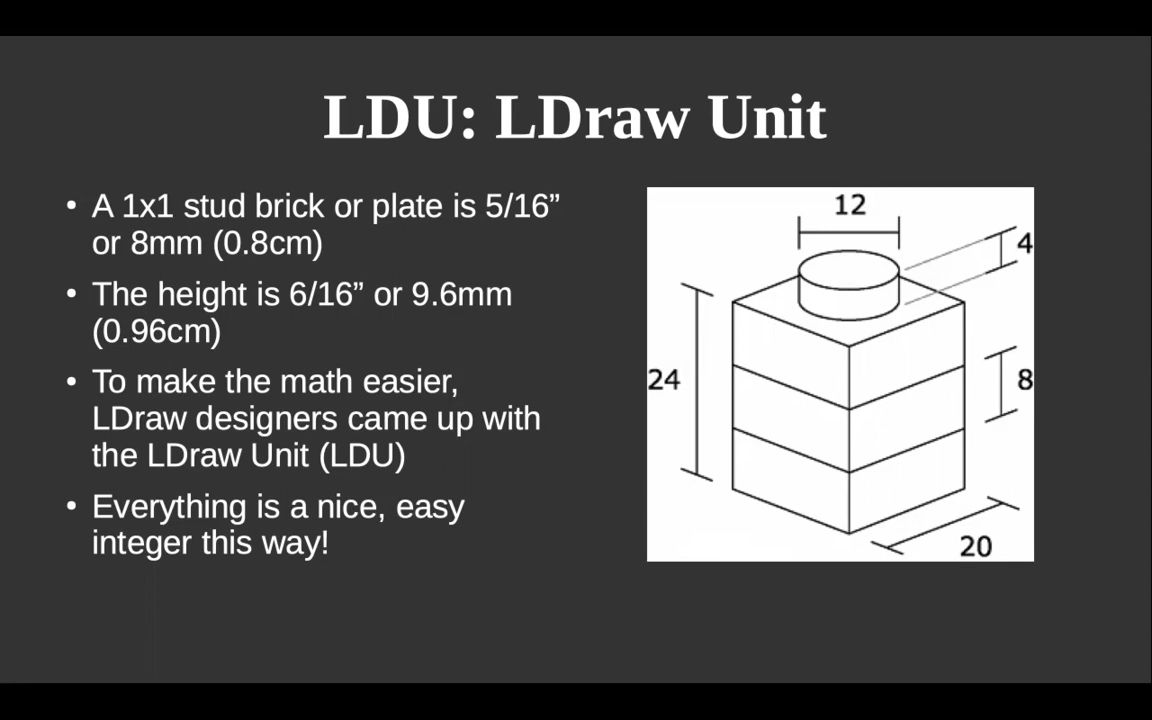 LDU: LDraw Unit
• A 1x1 stud brick or plate is 5/16”
or 8mm (0.8cm)
• The height is 6/16” or 9.6mm
(0.96cm)
• To make the math easier,
LDraw designers came up with
the LDraw Unit (LDU)
• Everything is a nice, easy
integer this way!
12
4
24
8
20